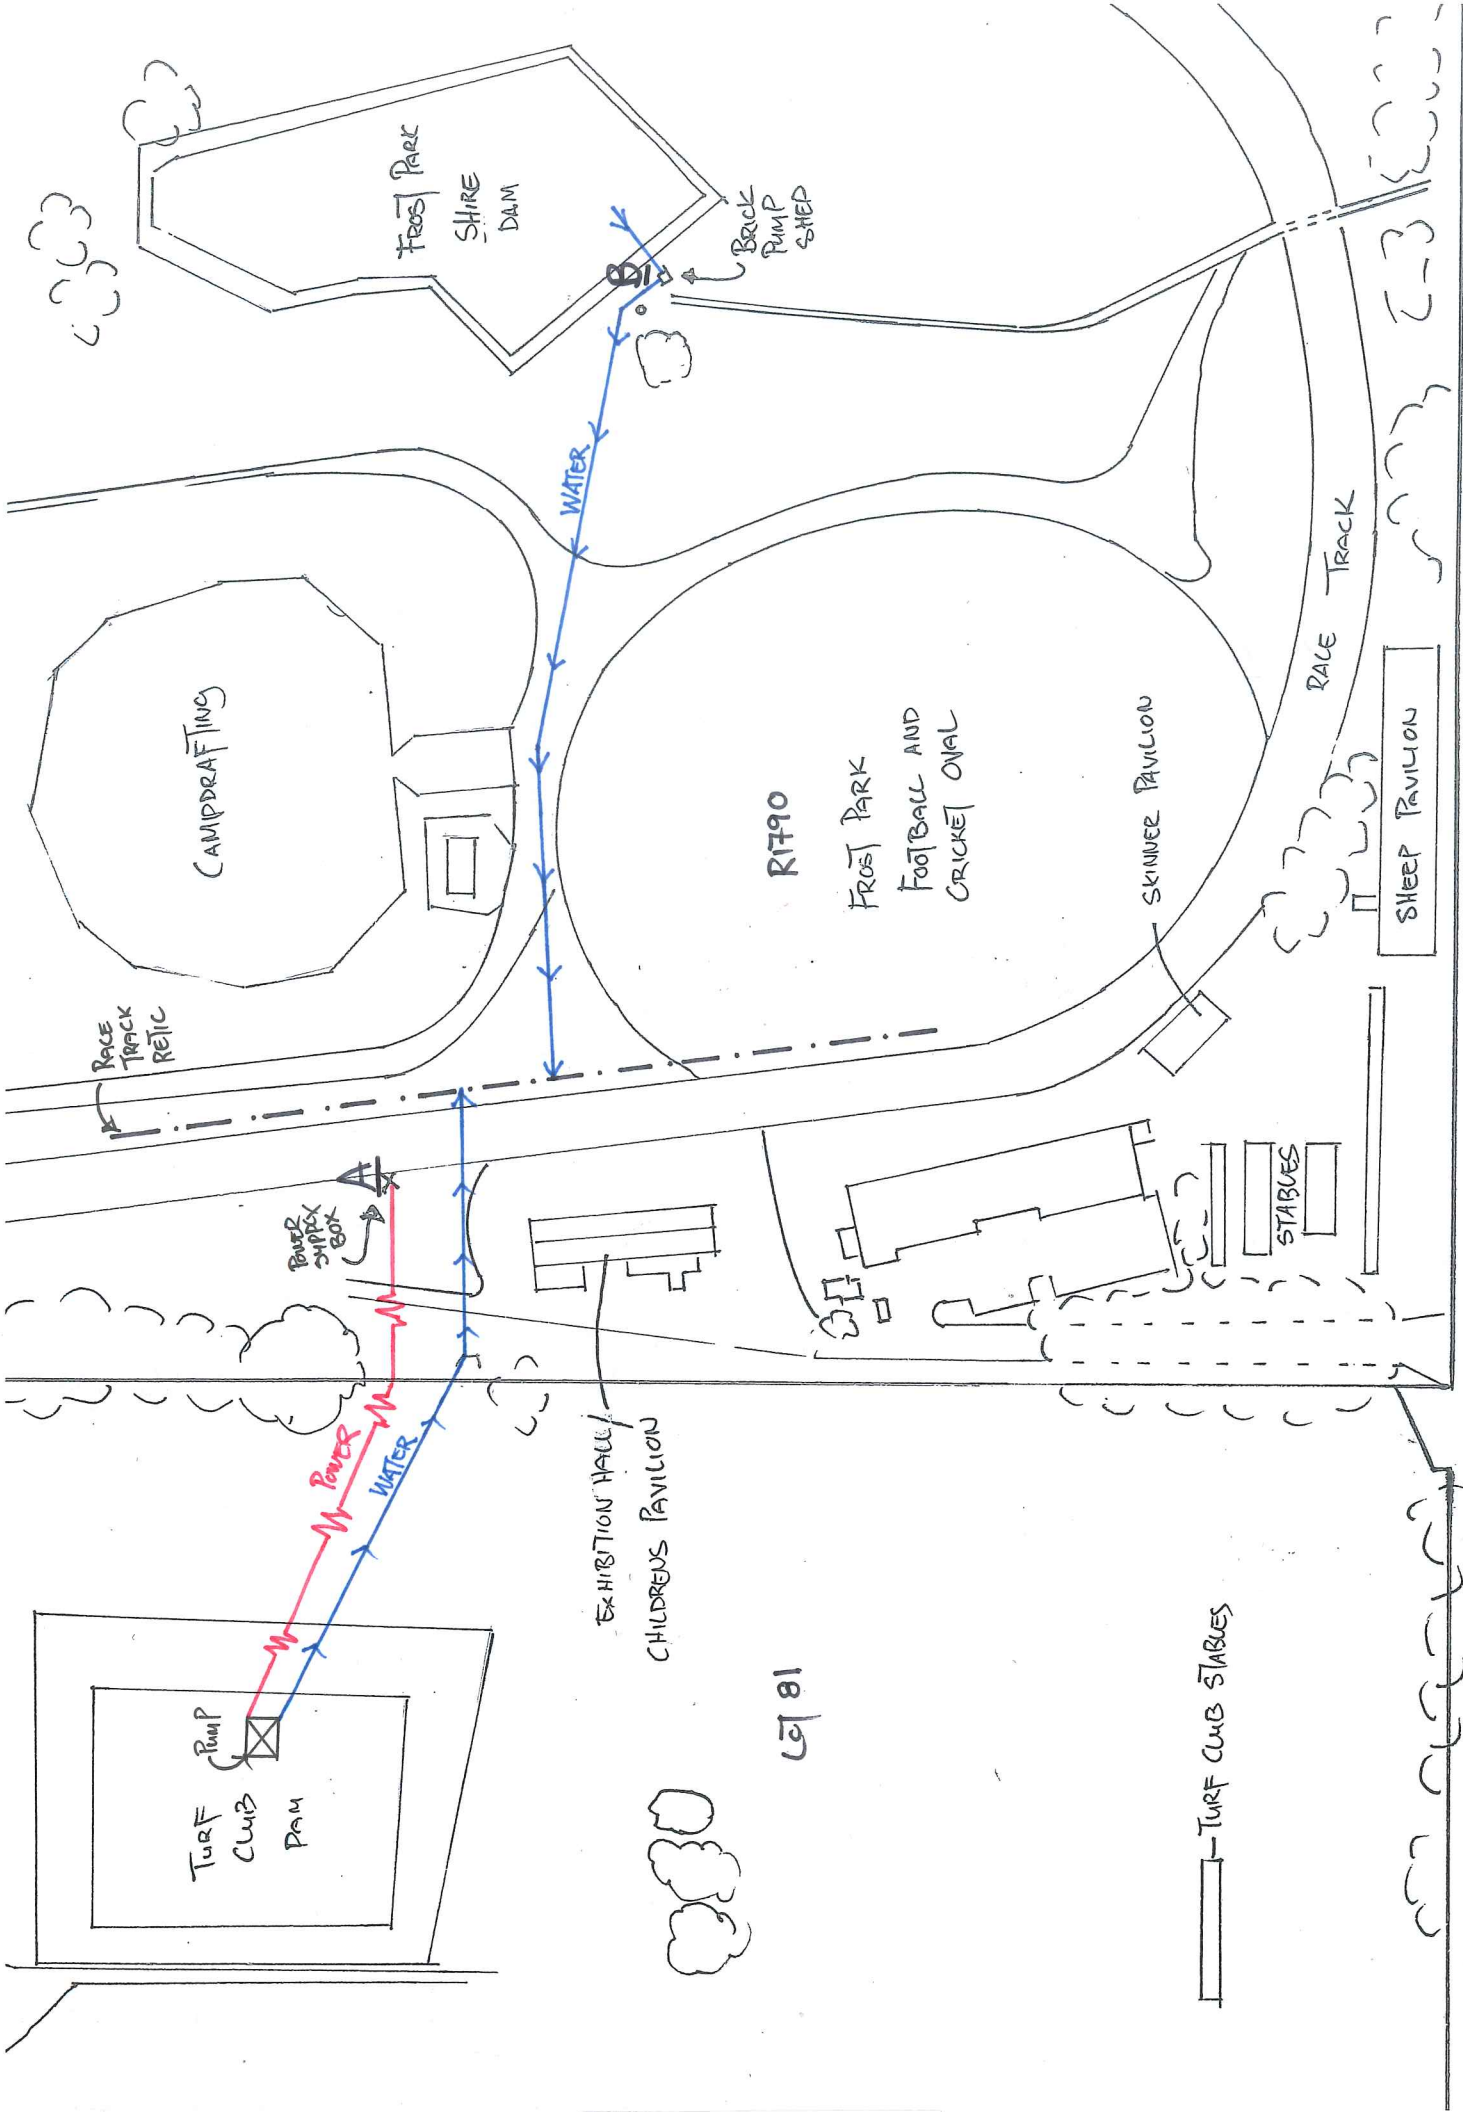 TURF
CLUB
DAM
PUMP
POWER
WATER
POWER
SUPPLY
BOX
A
RACE
TRACK
RETIC
CAMPDRAFTING
WATER
FROST PARK
SHIRE
DAM
B
BRICK
PUMP
SHED
EXHIBITION HALL/
CHILDRENS PAVILION
R1790
FROST PARK
FOOTBALL AND
CRICKET OVAL
SKINNER PAVILION
RACE TRACK
SHEEP PAVILION
STABLES
LOT 81
TURF CLUB STABLES